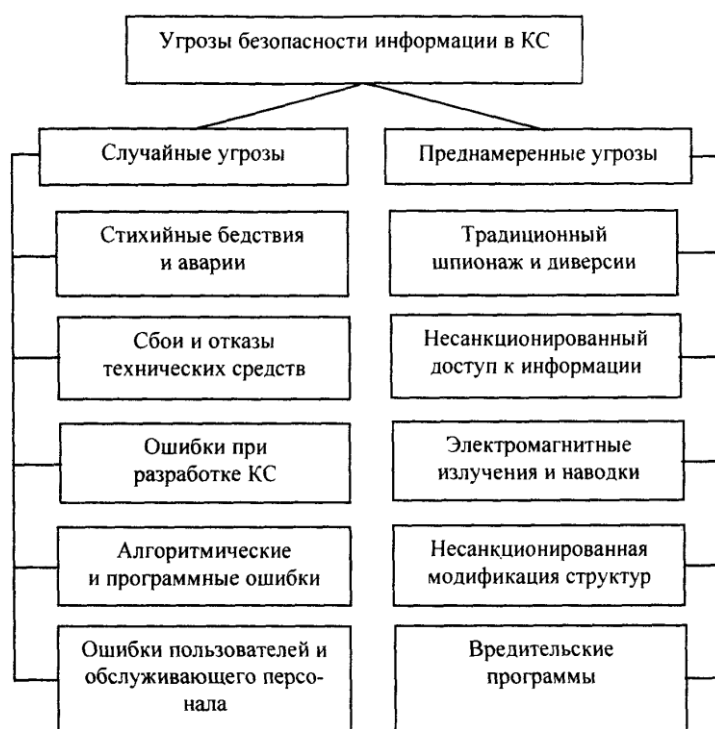 Угрозы безопасности информации в КС
Случайные угрозы
Преднамеренные угрозы
Стихийные бедствия
и аварии
Традиционный
шпионаж и диверсии
Сбои и отказы
технических средств
Несанкционированный
доступ к информации
Ошибки при
разработке КС
Электромагнитные
излучения и наводки
Алгоритмические
и программные ошибки
Несанкционированная
модификация структур
Ошибки пользователей и
обслуживающего персо-
нала
Вредительские
программы